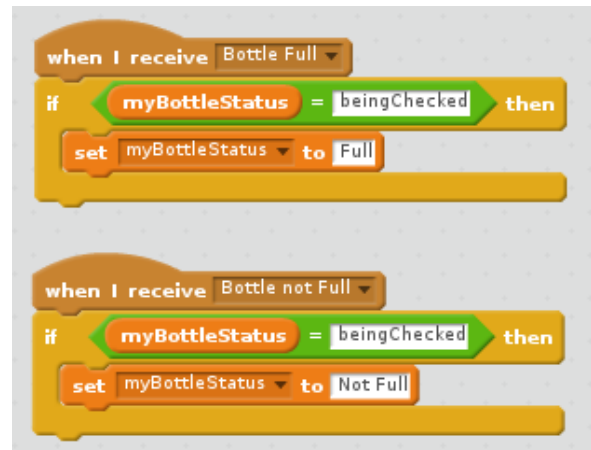 when I receive Bottle Full
if myBottleStatus = beingChecked then
set myBottleStatus to Full
when I receive Bottle not Full
if myBottleStatus = beingChecked then
set myBottleStatus to Not Full